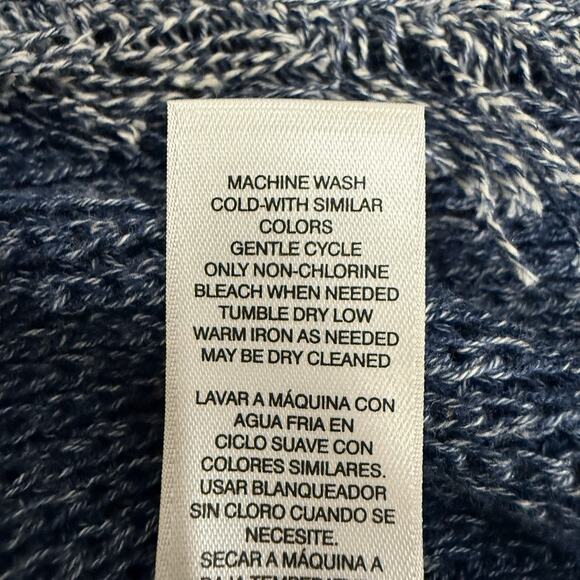 MACHINE WASH
COLD-WITH SIMILAR
COLORS
GENTLE CYCLE
ONLY NON-CHLORINE
BLEACH WHEN NEEDED
TUMBLE DRY LOW
WARM IRON AS NEEDED
MAY BE DRY CLEANED
LAVAR A MÁQUINA CON
AGUA FRIA EN
CICLO SUAVE CON
COLORES SIMILARES.
USAR BLANQUEADOR
SIN CLORO CUANDO SE
NECESITE.
SECAR A MÁQUINA A